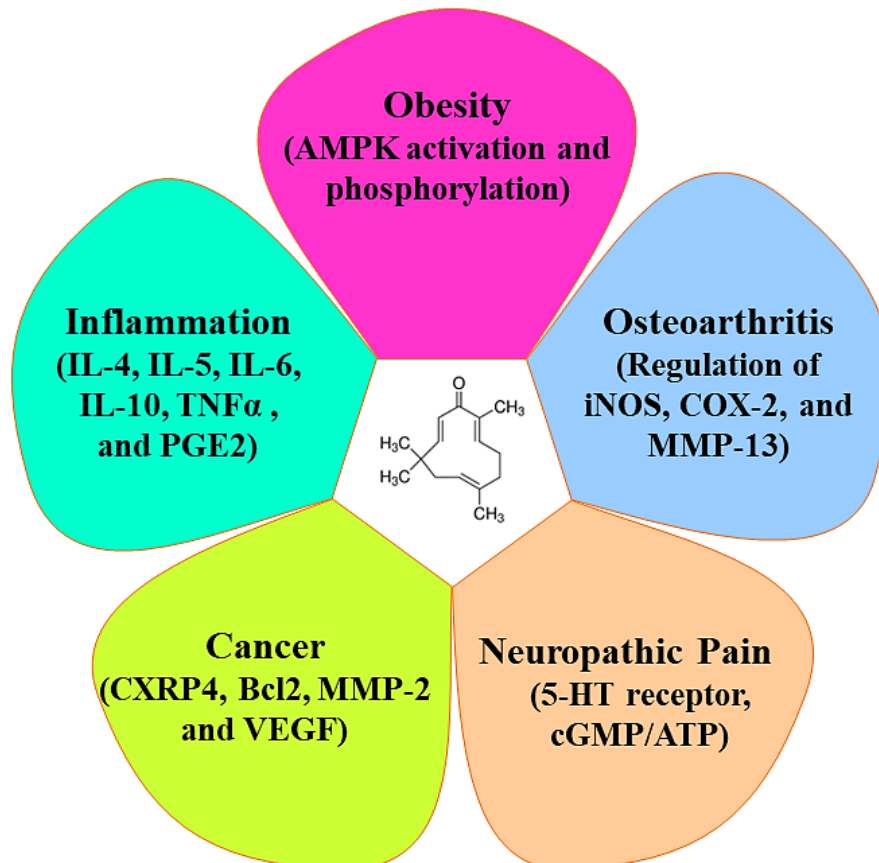 Obesity
(AMPK activation and
phosphorylation)
Inflammation
(IL-4, IL-5, IL-6,
IL-10, TNFα ,
and PGE2)
Osteoarthritis
(Regulation of
iNOS, COX-2, and
MMP-13)
O
CH₃
H₃C
H₃C
CH₃
Cancer
(CXRP4, Bcl2, MMP-2
and VEGF)
Neuropathic Pain
(5-HT receptor,
cGMP/ATP)